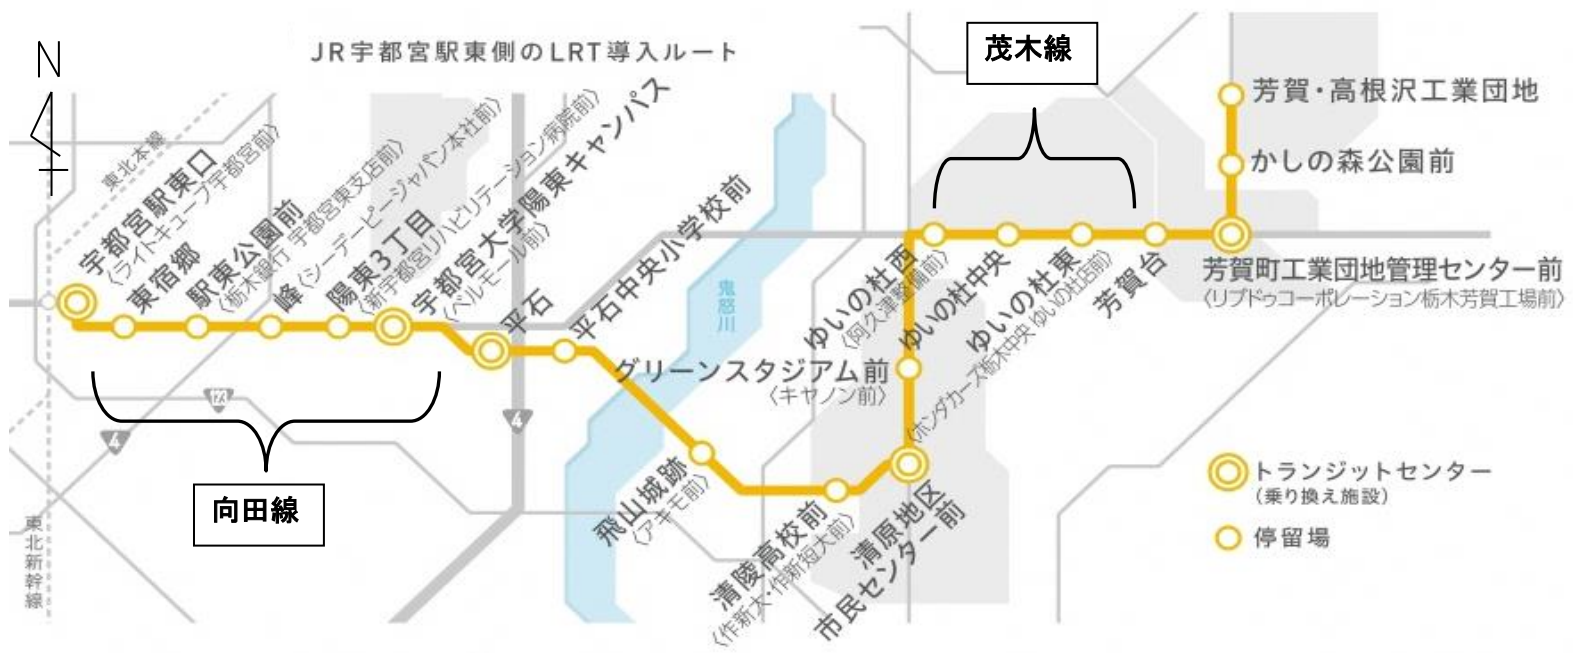 JR宇都宮駅東側のLRT導入ルート
N
茂木線
向田線
東北本線
東北新幹線
宇都宮駅東口
〈ライトキューブ宇都宮前〉
東宿郷
駅東公園前
〈栃木銀行 宇都宮東支店前〉
峰〈シーデーピージャパン本社前〉
陽東3丁目
〈新宇都宮リハビリテーション病院前〉
宇都宮大学陽東キャンパス
〈ベルモール前〉
平石
平石中央小学校前
鬼怒川
飛山城跡
〈アキモ前〉
清陵高校前
〈作新大・作新短大前〉
清原地区
市民センター前
グリーンスタジアム前
〈キヤノン前〉
ゆいの杜西
〈阿久津整備前〉
ゆいの杜中央
ゆいの杜東
〈ホンダカーズ栃木中央 ゆいの杜店前〉
芳賀台
芳賀町工業団地管理センター前
〈リブドゥコーポレーション栃木芳賀工場前〉
かしの森公園前
芳賀・高根沢工業団地
123
4
4
トランジットセンター
（乗り換え施設）
停留場